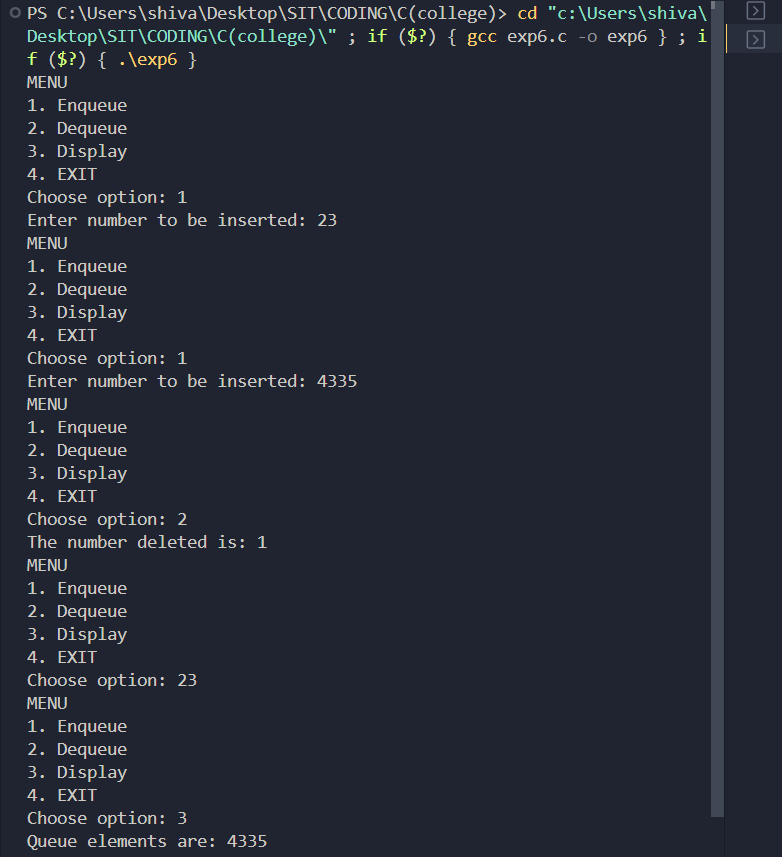 PS C:\Users\shiva\Desktop\SIT\CODING\C(college)> cd "c:\Users\shiva\
Desktop\SIT\CODING\C(college)\" ; if ($?) { gcc exp6.c -o exp6 } ; i
f ($?) { .\exp6 }
MENU
1. Enqueue
2. Dequeue
3. Display
4. EXIT
Choose option: 1
Enter number to be inserted: 23
MENU
1. Enqueue
2. Dequeue
3. Display
4. EXIT
Choose option: 1
Enter number to be inserted: 4335
MENU
1. Enqueue
2. Dequeue
3. Display
4. EXIT
Choose option: 2
The number deleted is: 1
MENU
1. Enqueue
2. Dequeue
3. Display
4. EXIT
Choose option: 23
MENU
1. Enqueue
2. Dequeue
3. Display
4. EXIT
Choose option: 3
Queue elements are: 4335